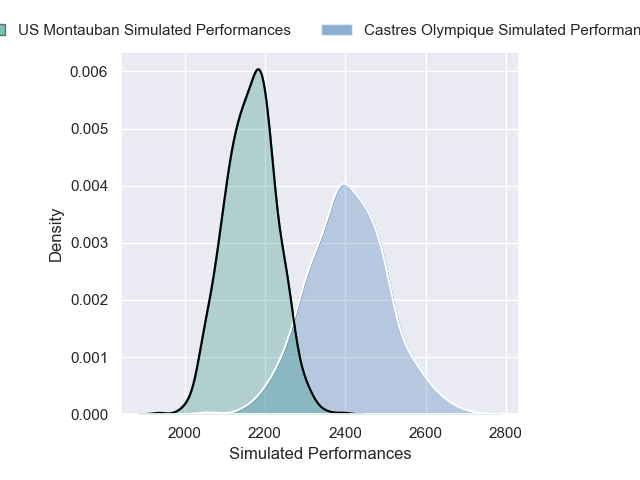 US Montauban Simulated Performances
Castres Olympique Simulated Performan
0.006
0.005
0.004
0.003
0.002
0.001
0.000
Density
2000 2200 2400 2600 2800
Simulated Performances